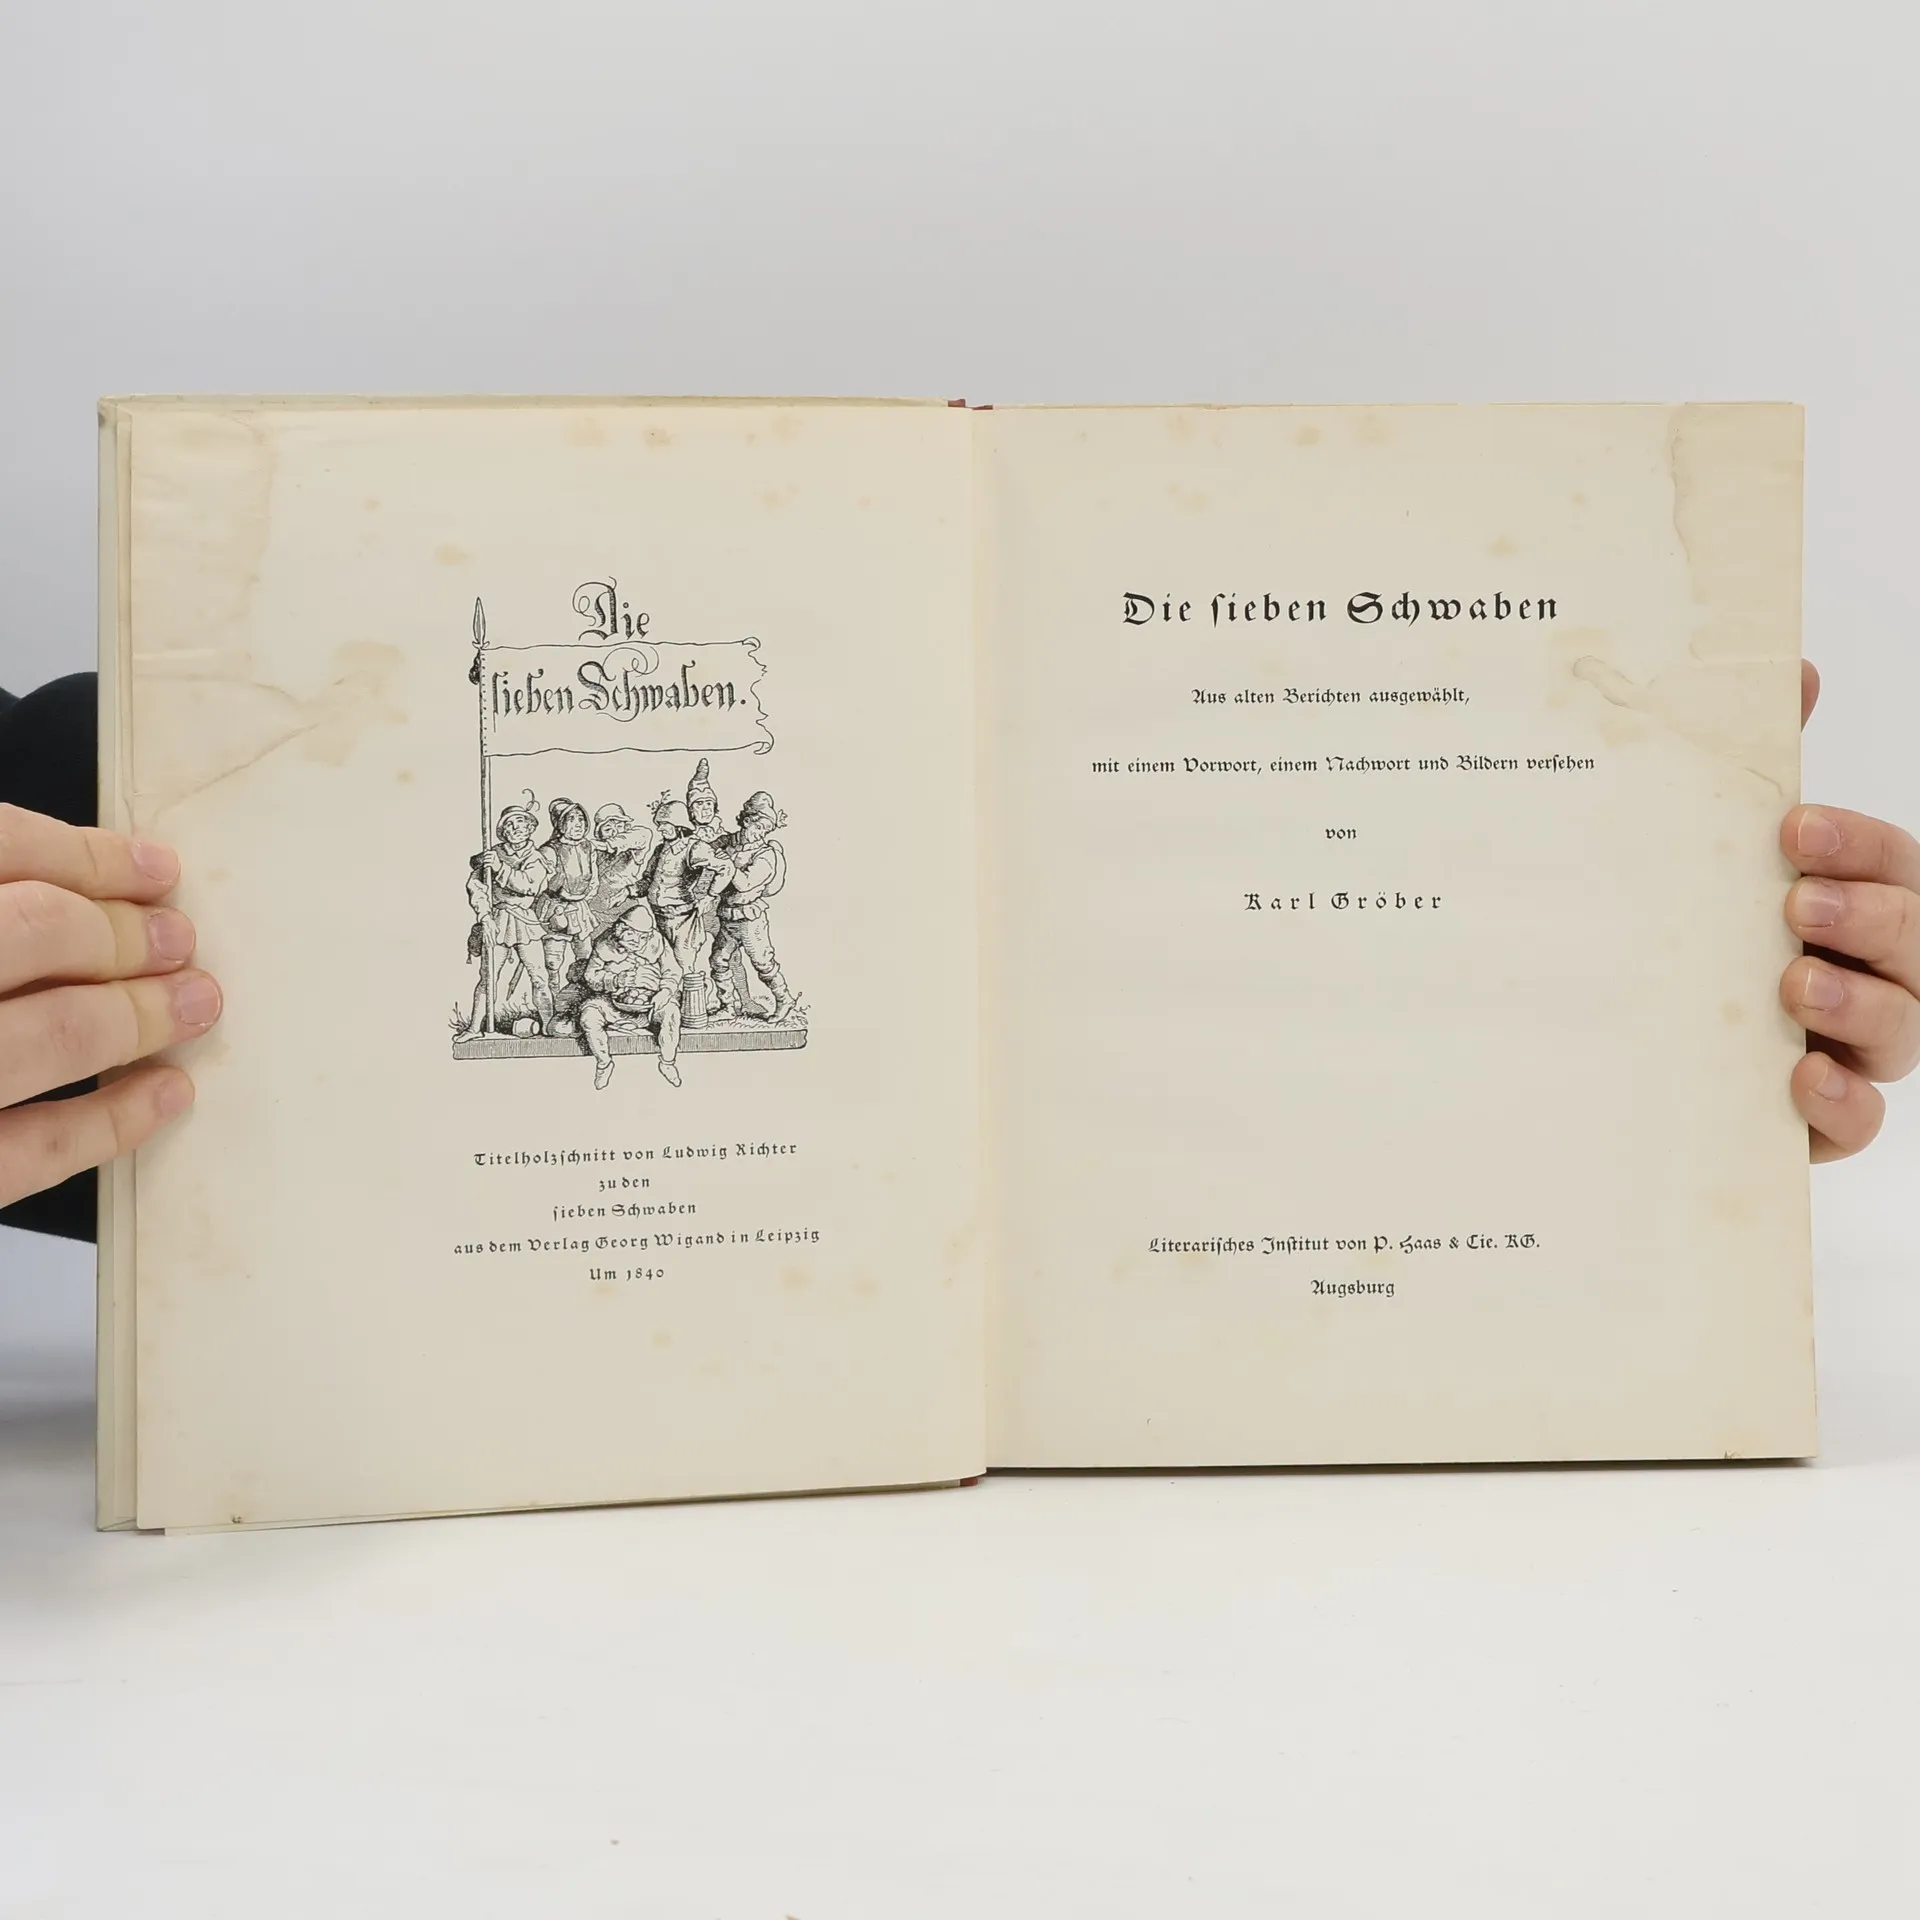 Die
sieben Schwaben.
Titelholzschnitt von Ludwig Richter
zu den
sieben Schwaben
aus dem Verlag Georg Wigand in Leipzig
Um 1840
Die sieben Schwaben
Aus alten Berichten ausgewählt,
mit einem Vorwort, einem Nachwort und Bildern versehen
von
Karl Gröber
Literarisches Institut von P. Haas & Cie. KG.
Augsburg